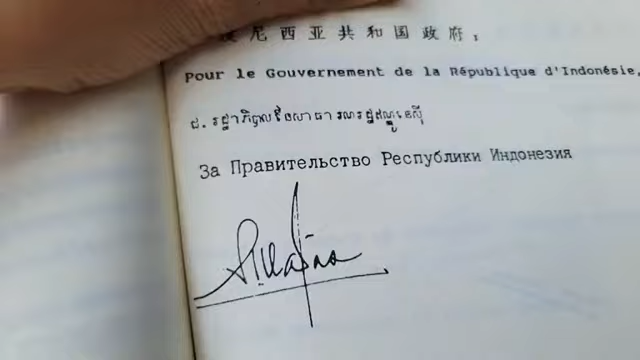 度尼西亚共和国政府：
Pour le Gouvernement de la République d'Indonésie,
ជ. រដ្ឋាភិបាលនៃសាធារណរដ្ឋឥណ្ឌូនេស៊ី
За Правительство Республики Индонезия